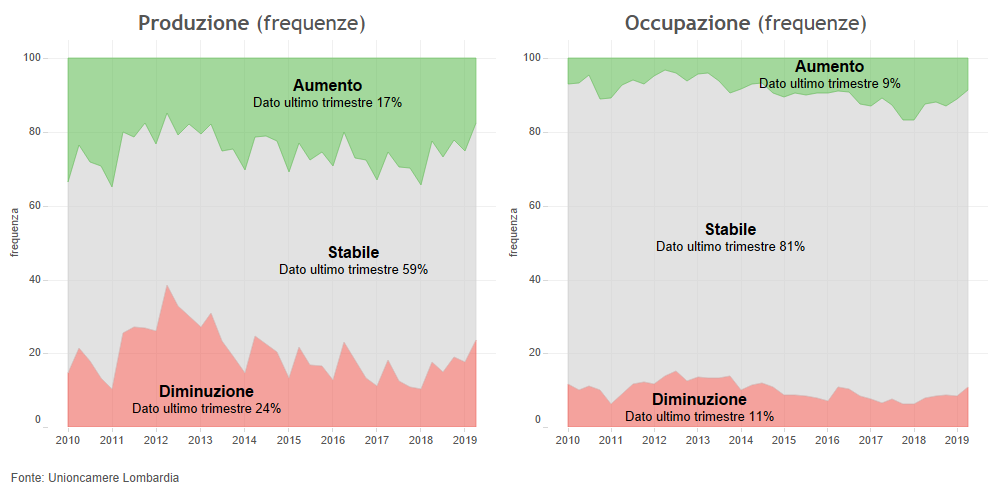 Produzione (frequenze)
100
80
60
40
20
0
frequenza
Aumento
Dato ultimo trimestre 17%
Stabile
Dato ultimo trimestre 59%
Diminuzione
Dato ultimo trimestre 24%
2010 2011 2012 2013 2014 2015 2016 2017 2018 2019
Occupazione (frequenze)
100
80
60
40
20
0
frequenza
Aumento
Dato ultimo trimestre 9%
Stabile
Dato ultimo trimestre 81%
Diminuzione
Dato ultimo trimestre 11%
2010 2011 2012 2013 2014 2015 2016 2017 2018 2019
Fonte: Unioncamere Lombardia